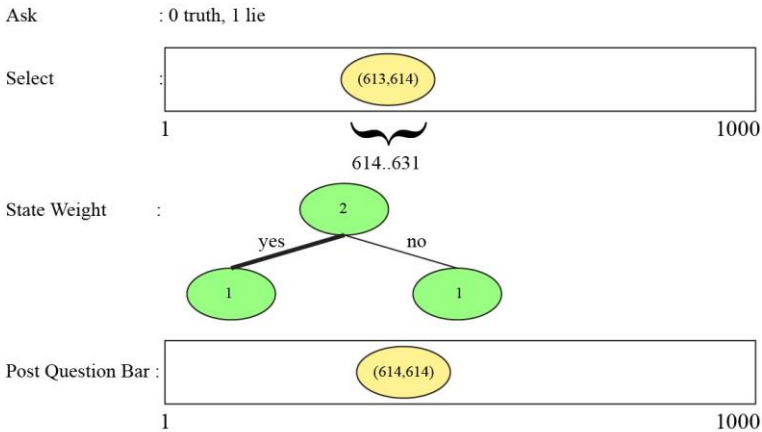 Ask : 0 truth, 1 lie
Select : (613,614)
1 1000
614..631
State Weight : 2
yes no
1 1
Post Question Bar : (614,614)
1 1000